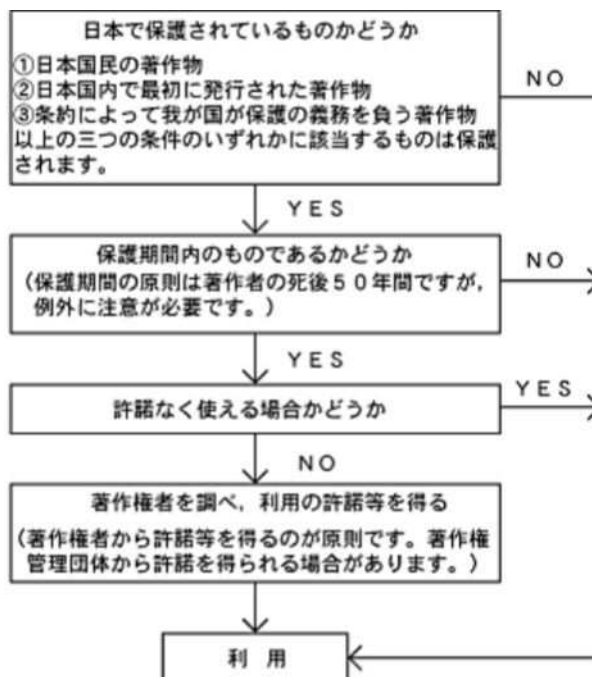 日本で保護されているものかどうか
①日本国民の著作物
②日本国内で最初に発行された著作物
③条約によって我が国が保護の義務を負う著作物
以上の三つの条件のいずれかに該当するものは保護
されます。
NO
YES
保護期間内のものであるかどうか
(保護期間の原則は著作者の死後50年間ですが,
例外に注意が必要です。)
NO
YES
許諾なく使える場合かどうか
YES
NO
著作権者を調べ,利用の許諾等を得る
(著作権者から許諾等を得るのが原則です。著作権
管理団体から許諾を得られる場合があります。)
利 用